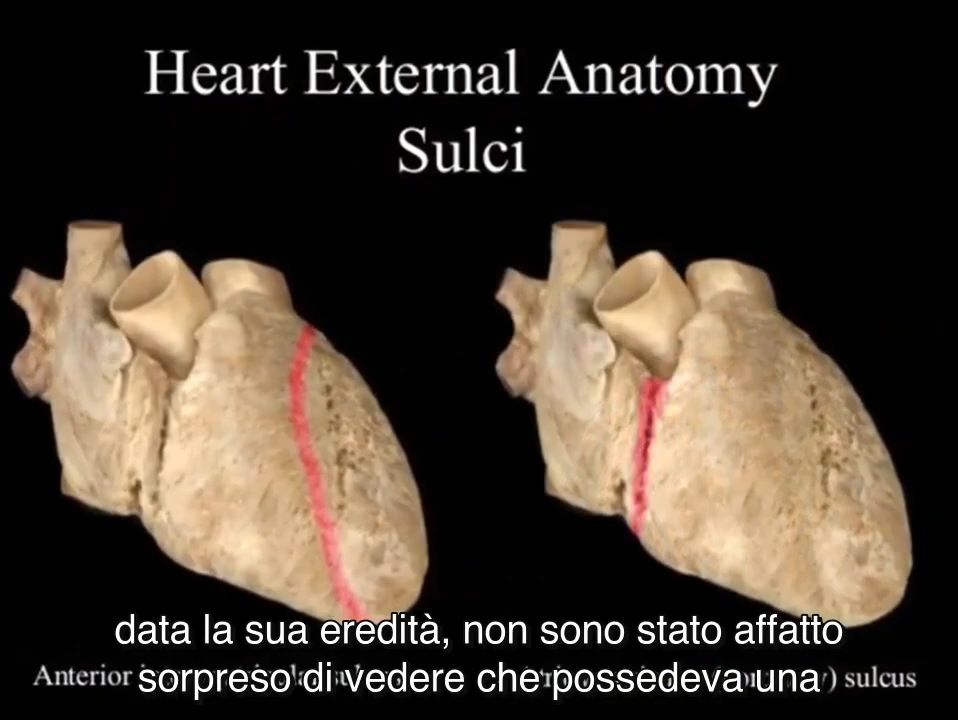 Heart External Anatomy
Sulci
data la sua eredità, non sono stato affatto
sorpreso di vedere che possedeva una
Anterior
sulcus